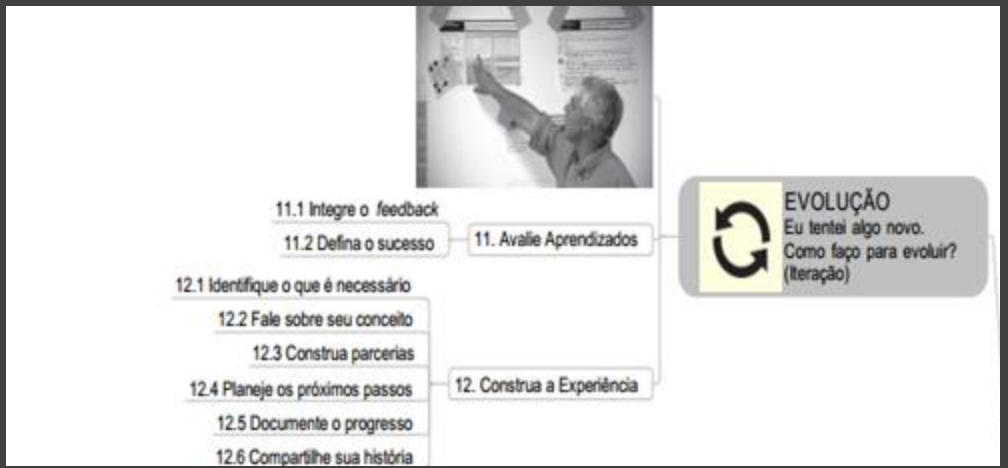 EVOLUÇÃO
Eu tentei algo novo.
Como faço para evoluir?
(Iteração)
11. Avalie Aprendizados
11.1 Integre o feedback
11.2 Defina o sucesso
12. Construa a Experiência
12.1 Identifique o que é necessário
12.2 Fale sobre seu conceito
12.3 Construa parcerias
12.4 Planeje os próximos passos
12.5 Documente o progresso
12.6 Compartilhe sua história